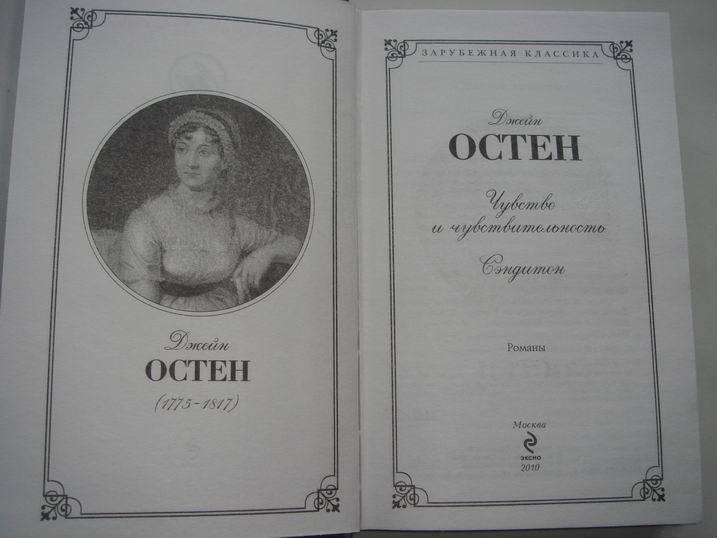 Джейн
ОСТЕН
(1775–1817)
ЗАРУБЕЖНАЯ КЛАССИКА
Джейн
ОСТЕН
Чувство
и чувствительность
Сэндитон
Романы
Москва
ЭКСМО
2010